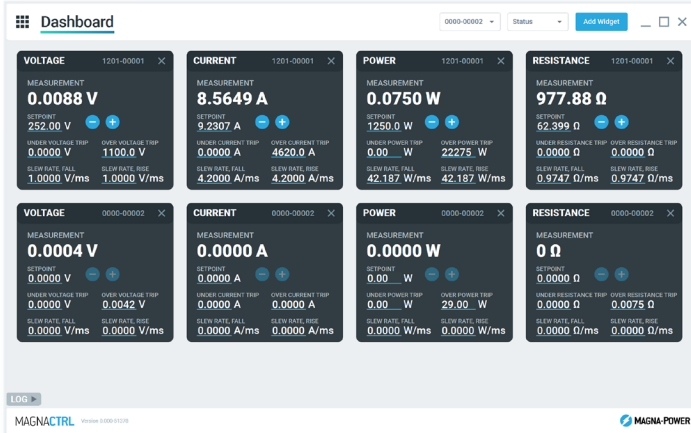 Dashboard
0000-00002
Status
Add Widget
VOLTAGE 1201-00001
MEASUREMENT
0.0088 V
SETPOINT
252.00 V
UNDER VOLTAGE TRIP OVER VOLTAGE TRIP
0.0000 V 1100.0 V
SLEW RATE, FALL SLEW RATE, RISE
1.0000 V/ms 1.0000 V/ms
CURRENT 1201-00001
MEASUREMENT
8.5649 A
SETPOINT
9.2307 A
UNDER CURRENT TRIP OVER CURRENT TRIP
0.0000 A 4620.0 A
SLEW RATE, FALL SLEW RATE, RISE
4.2000 A/ms 4.2000 A/ms
POWER 1201-00001
MEASUREMENT
0.0750 W
SETPOINT
1250.0 W
UNDER POWER TRIP OVER POWER TRIP
0.00 W 22275 W
SLEW RATE, FALL SLEW RATE, RISE
42.187 W/ms 42.187 W/ms
RESISTANCE 1201-00001
MEASUREMENT
977.88 Ω
SETPOINT
62.399 Ω
UNDER RESISTANCE TRIP OVER RESISTANCE TRIP
0.0000 Ω 0.0000 Ω
SLEW RATE, FALL SLEW RATE, RISE
0.9747 Ω/ms 0.9747 Ω/ms
VOLTAGE 0000-00002
MEASUREMENT
0.0004 V
SETPOINT
0.0000 V
UNDER VOLTAGE TRIP OVER VOLTAGE TRIP
0.0000 V 0.0042 V
SLEW RATE, FALL SLEW RATE, RISE
0.0000 V/ms 0.0000 V/ms
CURRENT 0000-00002
MEASUREMENT
0.0000 A
SETPOINT
0.0000 A
UNDER CURRENT TRIP OVER CURRENT TRIP
0.0000 A 0.0000 A
SLEW RATE, FALL SLEW RATE, RISE
0.0000 A/ms 0.0000 A/ms
POWER 0000-00002
MEASUREMENT
0.0000 W
SETPOINT
0.00 W
UNDER POWER TRIP OVER POWER TRIP
0.00 W 29.00 W
SLEW RATE, FALL SLEW RATE, RISE
0.0000 W/ms 0.0000 W/ms
RESISTANCE 0000-00002
MEASUREMENT
0 Ω
SETPOINT
0.0000 Ω
UNDER RESISTANCE TRIP OVER RESISTANCE TRIP
0.0000 Ω 0.0075 Ω
SLEW RATE, FALL SLEW RATE, RISE
0.0000 Ω/ms 0.0000 Ω/ms
LOG
MAGNACTRL Version
MAGNA-POWER